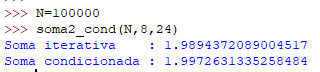 >>> N=100000
>>> soma2_cond(N,8,24)
Soma iterativa    : 1.9894372089004517
Soma condicionada : 1.9972631335258484
>>>